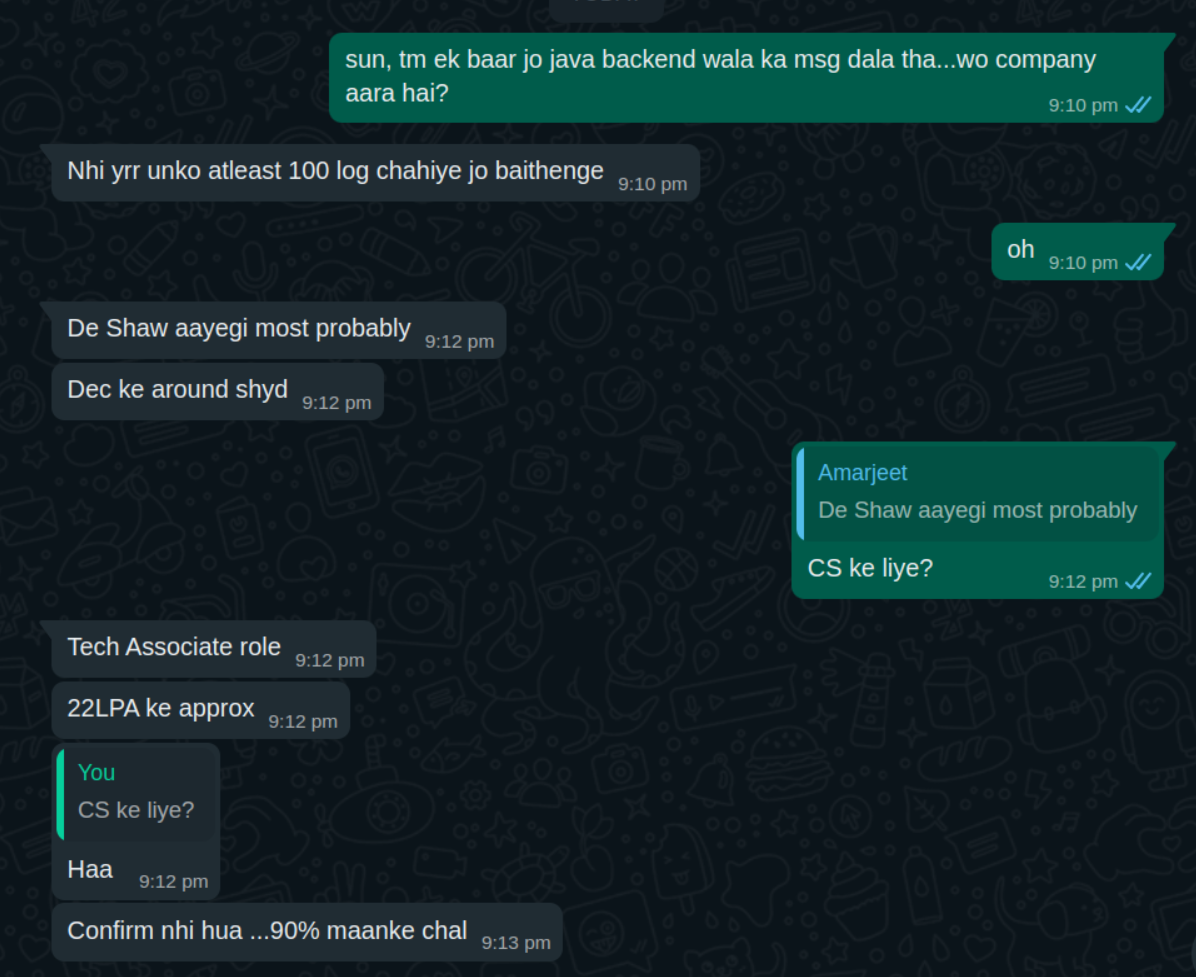 sun, tm ek baar jo java backend wala ka msg dala tha...wo company
aara hai?
9:10 pm
Nhi yrr unko atleast 100 log chahiye jo baithenge
9:10 pm
oh
9:10 pm
De Shaw aayegi most probably
9:12 pm
Dec ke around shyd
9:12 pm
Amarjeet
De Shaw aayegi most probably
CS ke liye?
9:12 pm
Tech Associate role
9:12 pm
22LPA ke approx
9:12 pm
You
CS ke liye?
Haa
9:12 pm
Confirm nhi hua ...90% maanke chal
9:13 pm